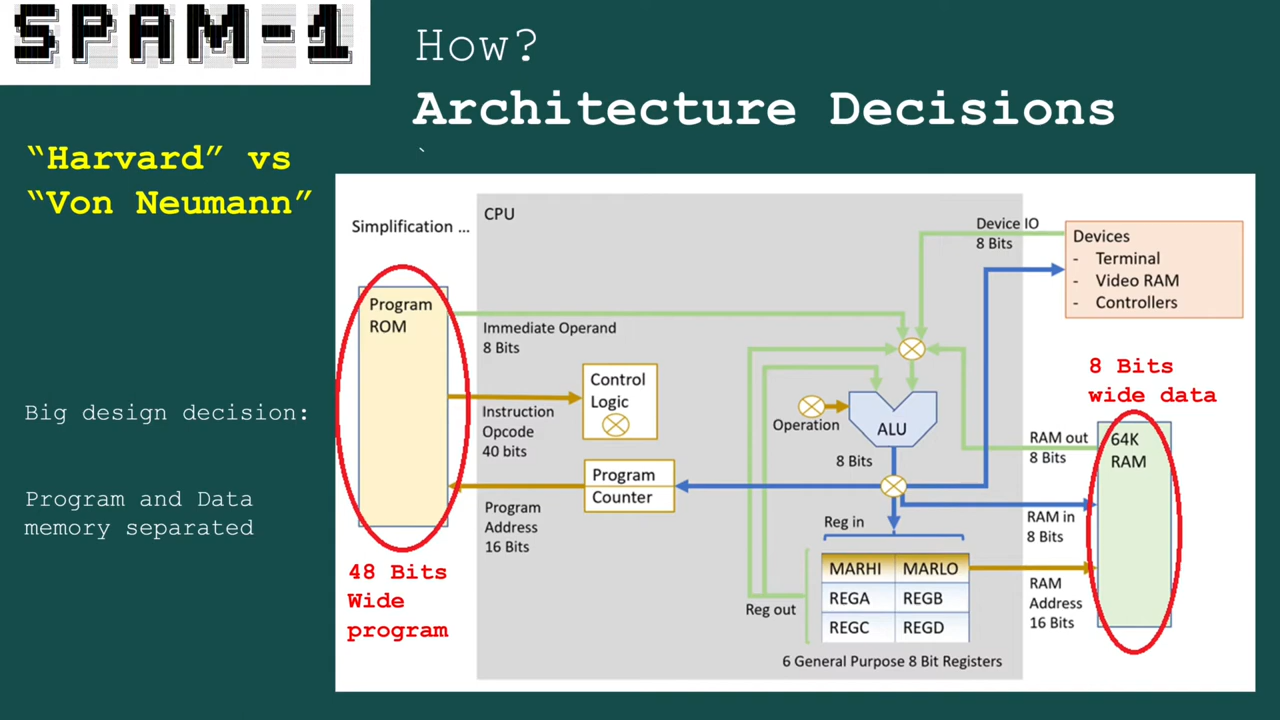 SPAM-1
How?
Architecture Decisions
`
“Harvard” vs
“Von Neumann”
Big design decision:
Program and Data
memory separated
Simplification ...
CPU
Program
ROM
Immediate Operand
8 Bits
Instruction
Opcode
40 bits
Control
Logic
Program
Counter
Program
Address
16 Bits
48 Bits
Wide
program
Operation
ALU
8 Bits
Reg in
Reg out
MARHI MARLO
REGA REGB
REGC REGD
6 General Purpose 8 Bit Registers
Device IO
8 Bits
Devices
- Terminal
- Video RAM
- Controllers
8 Bits
wide data
64K
RAM
RAM out
8 Bits
RAM in
8 Bits
RAM
Address
16 Bits